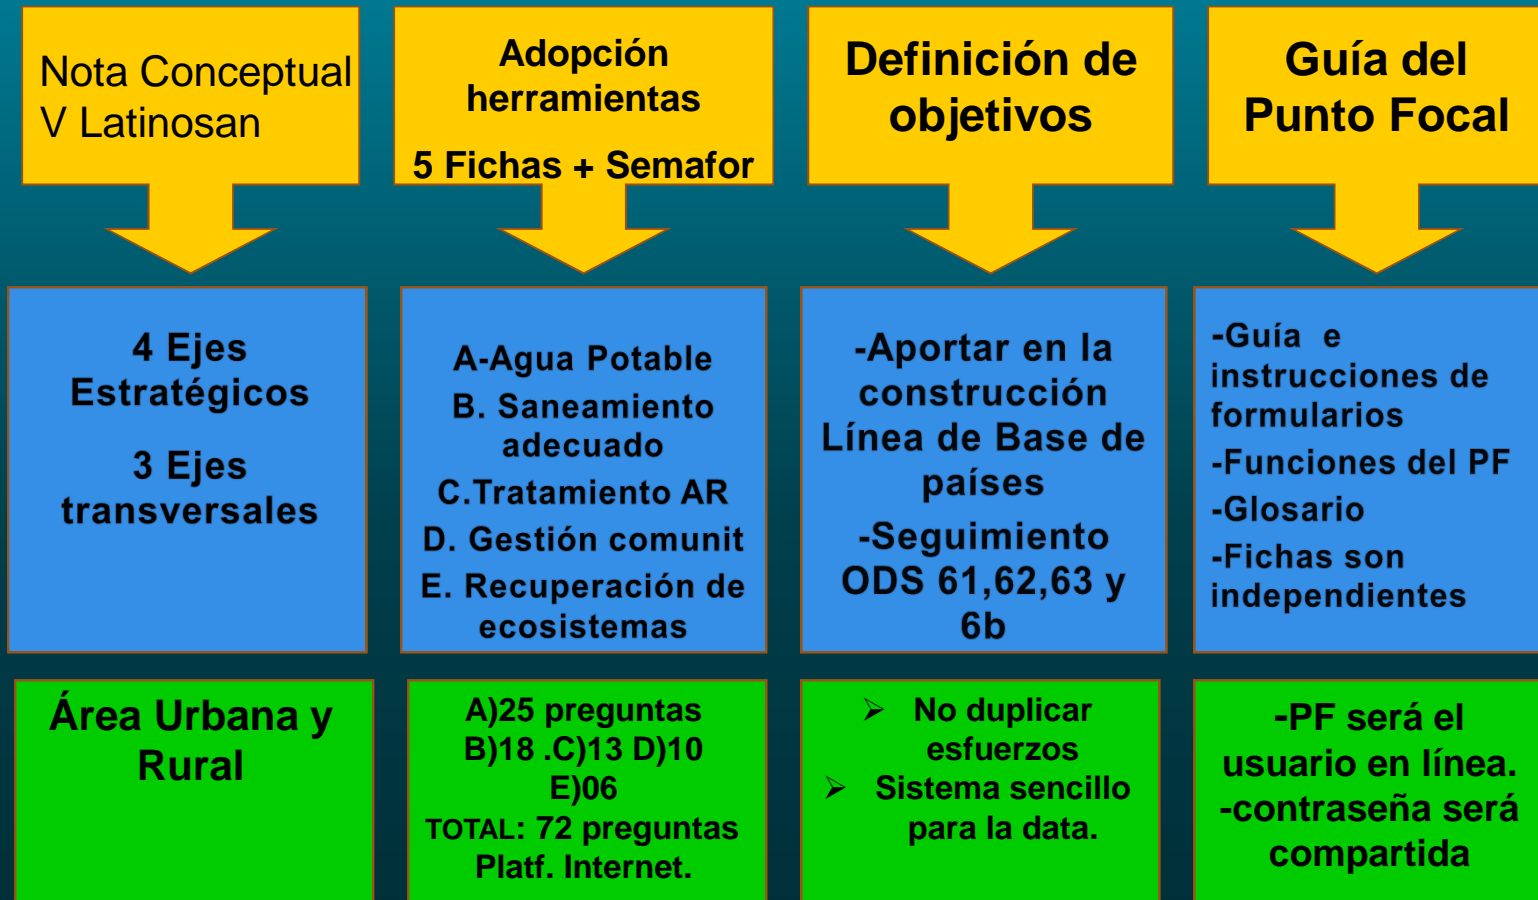 Nota Conceptual
V Latinosan
4 Ejes
Estratégicos
3 Ejes
transversales
Área Urbana y
Rural
Adopción
herramientas
5 Fichas + Semafor
A-Agua Potable
B. Saneamiento
adecuado
C.Tratamiento AR
D. Gestión comunit
E. Recuperación de
ecosistemas
A)25 preguntas
B)18 .C)13 D)10
E)06
TOTAL: 72 preguntas
Platf. Internet.
Definición de
objetivos
-Aportar en la
construcción
Línea de Base de
países
-Seguimiento
ODS 61,62,63 y
6b
➢ No duplicar
esfuerzos
➢ Sistema sencillo
para la data.
Guía del
Punto Focal
-Guía e
instrucciones de
formularios
-Funciones del PF
-Glosario
-Fichas son
independientes
-PF será el
usuario en línea.
-contraseña será
compartida